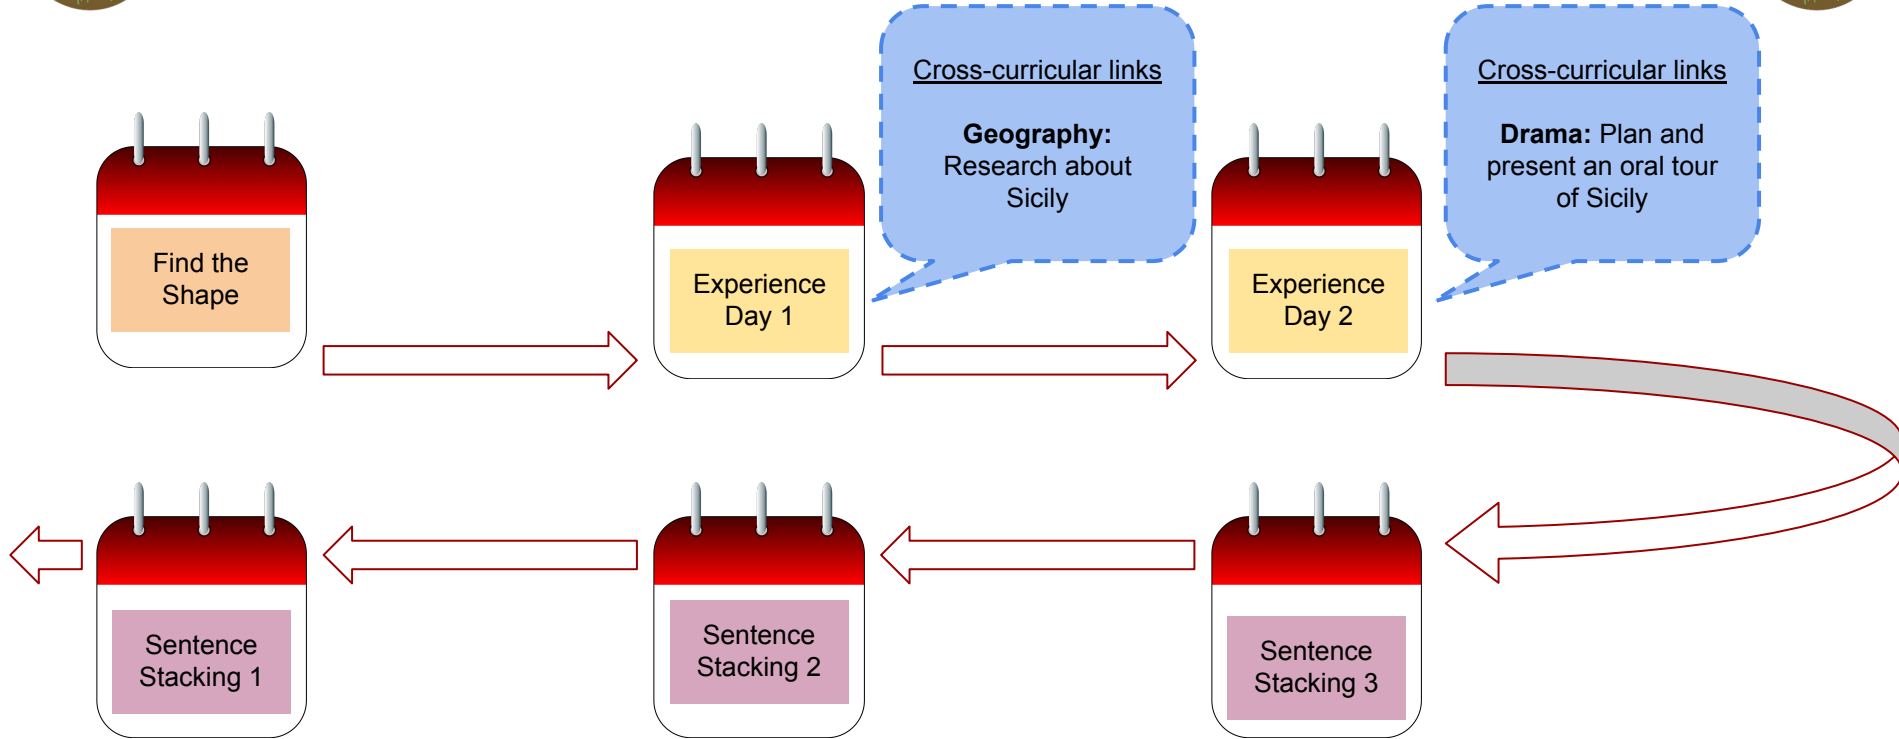 Find the
Shape
Experience
Day 1
Cross-curricular links
Geography:
Research about
Sicily
Experience
Day 2
Cross-curricular links
Drama: Plan and
present an oral tour
of Sicily
Sentence
Stacking 1
Sentence
Stacking 2
Sentence
Stacking 3